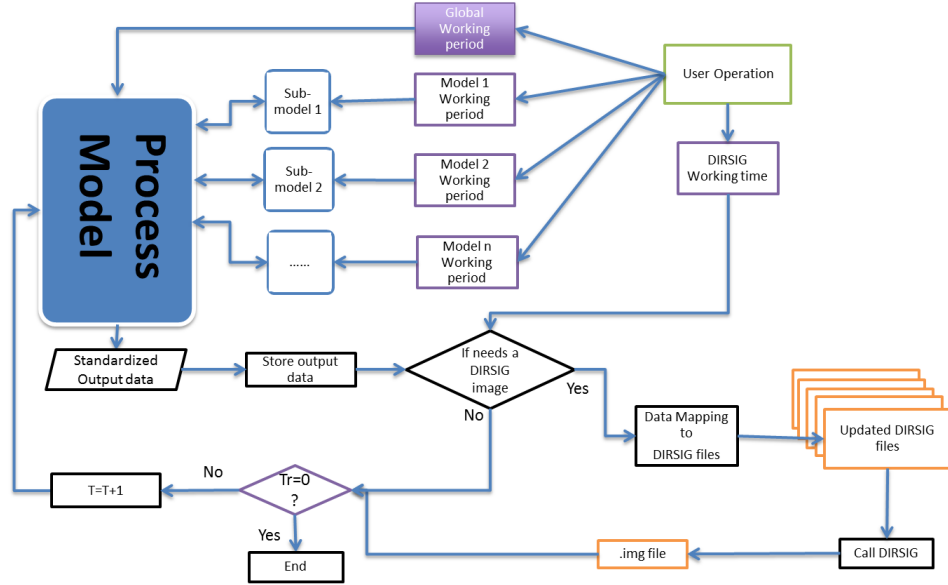 Global
Working
period
User Operation
Process
Model
Sub-
model 1
Model 1
Working
period
DIRSIG
Working time
Sub-
model 2
Model 2
Working
period
......
Model n
Working
period
Standardized
Output data
Store output
data
If needs a
DIRSIG
image
Yes
No
Data Mapping
to
DIRSIG files
Updated DIRSIG
files
T=T+1
No
Tr=0
?
Yes
End
.img file
Call DIRSIG